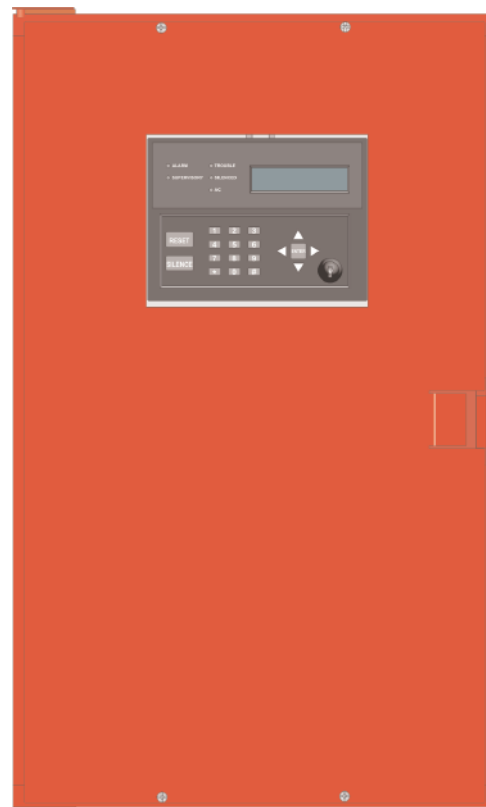 ALARM
TROUBLE
SUPERVISORY
SILENCED
AC
RESET
1 2 3
4 5 6
7 8 9
* 0 #
SILENCE
ENTER